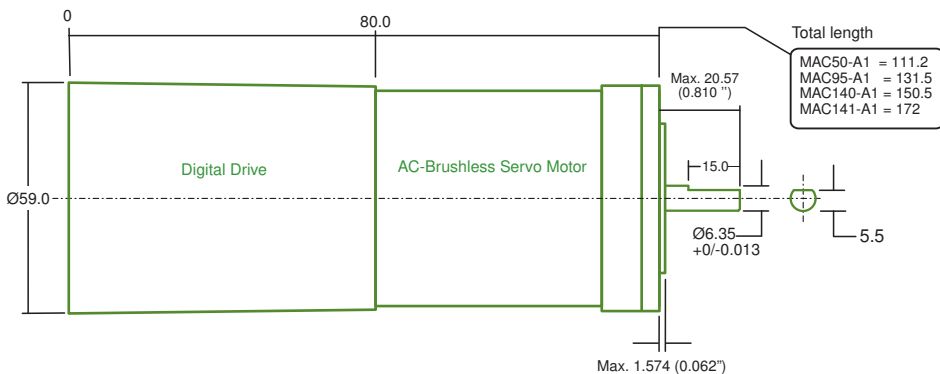 0
80.0
Total length
MAC50-A1 = 111.2
MAC95-A1 = 131.5
MAC140-A1 = 150.5
MAC141-A1 = 172
Max. 20.57
(0.810 ")
15.0
Digital Drive
AC-Brushless Servo Motor
Ø59.0
Ø6.35
+0/-0.013
5.5
Max. 1.574 (0.062”)